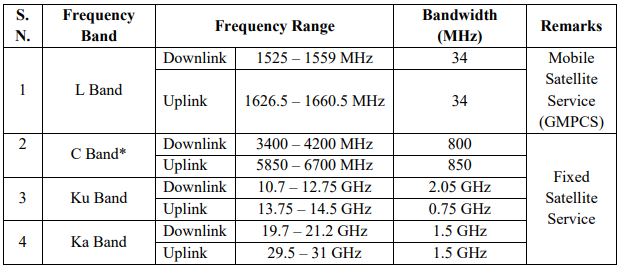 S. N. Frequency Band Frequency Range Bandwidth (MHz) Remarks
1 L Band Downlink 1525 – 1559 MHz 34 Mobile Satellite Service (GMPCS)
Uplink 1626.5 – 1660.5 MHz 34
2 C Band* Downlink 3400 – 4200 MHz 800 Fixed Satellite Service
Uplink 5850 – 6700 MHz 850
3 Ku Band Downlink 10.7 – 12.75 GHz 2.05 GHz
Uplink 13.75 – 14.5 GHz 0.75 GHz
4 Ka Band Downlink 19.7 – 21.2 GHz 1.5 GHz
Uplink 29.5 – 31 GHz 1.5 GHz